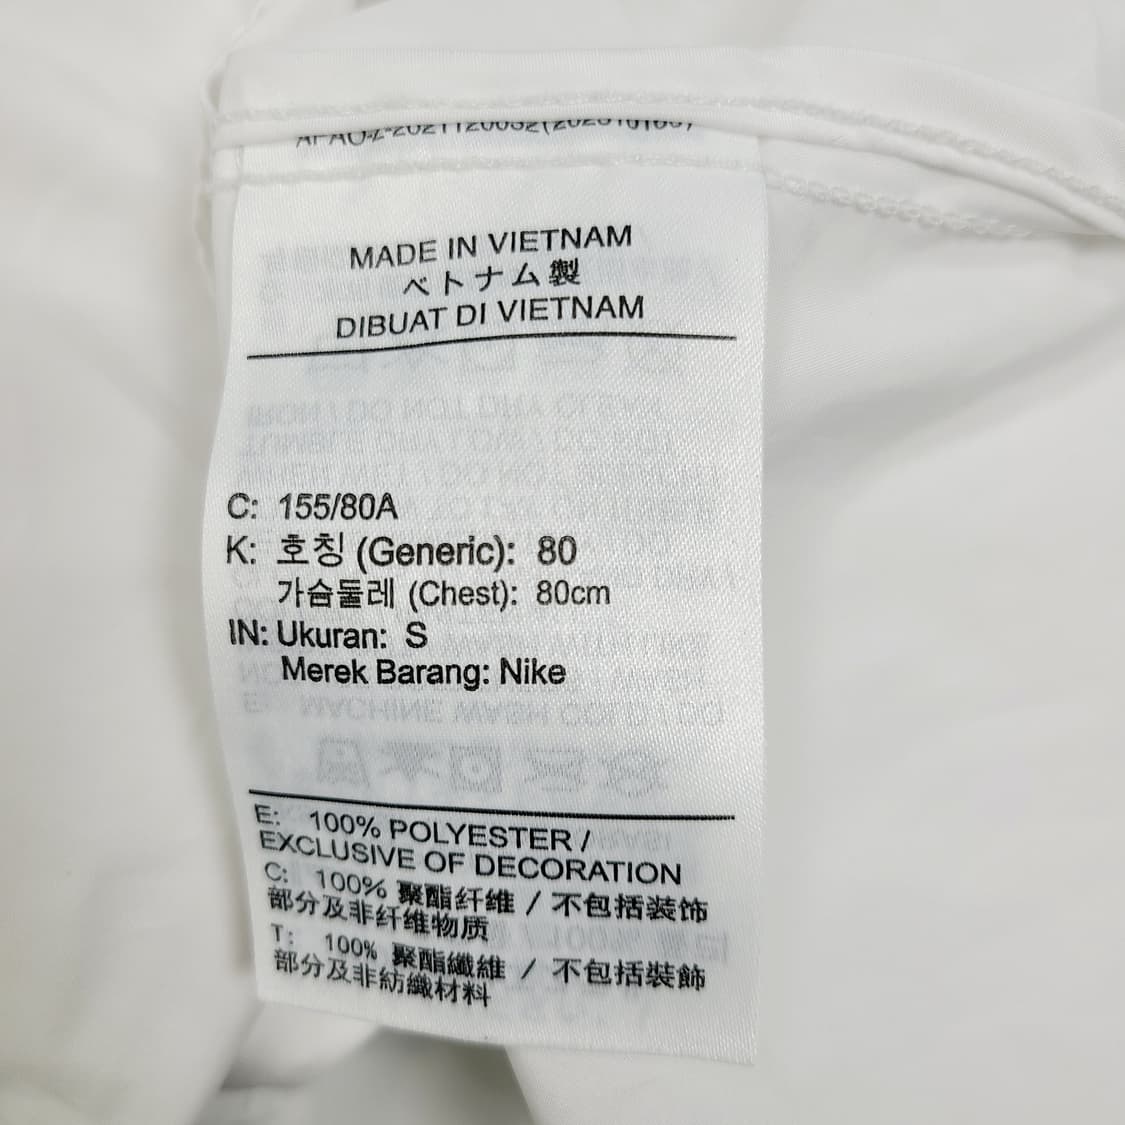 MADE IN VIETNAM
ベトナム製
DIBUAT DI VIETNAM
C: 155/80A
K: 호칭 (Generic): 80
가슴둘레 (Chest): 80cm
IN: Ukuran: S
Merek Barang: Nike
E: 100% POLYESTER /
EXCLUSIVE OF DECORATION
C: 100% 聚酯纤维 / 不包括装饰
部分及非纤维物质
T: 100% 聚酯纖維 / 不包括裝飾
部分及非紡織材料